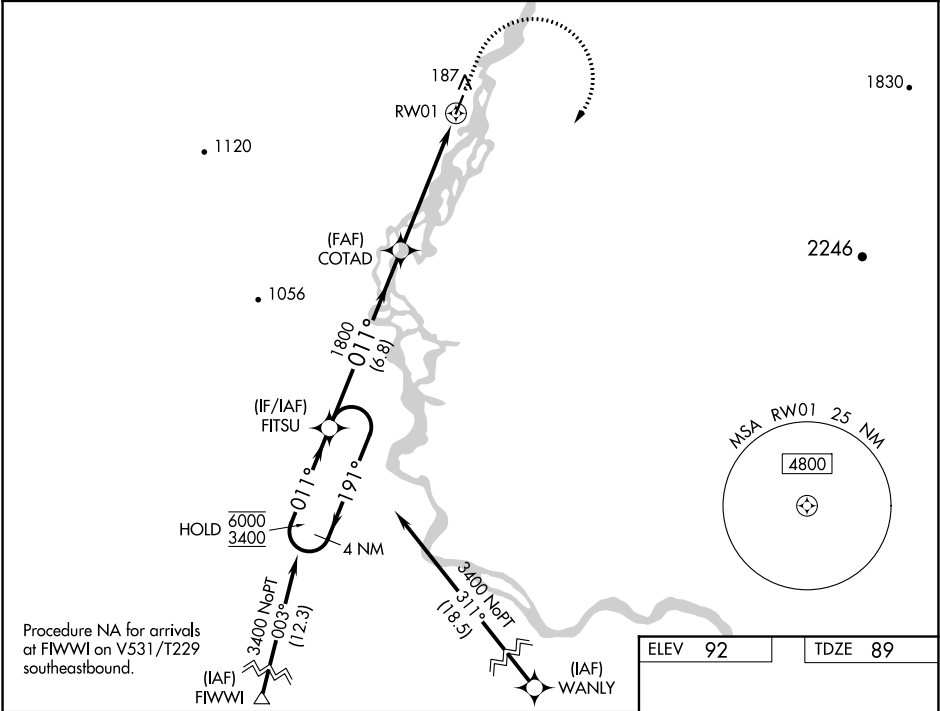 187
RW01
1830
1120
(FAF)
COTAD
2246
1056
1800
011°
(6.8)
(IF/IAF)
FITSU
MSA RW01 25 NM
4800
011°
191°
HOLD 6000
3400
4 NM
3400 NoPT
003°
(12.3)
3400 NoPT
311°
(18.5)
Procedure NA for arrivals
at FIWWI on V531/T229
southeastbound.
(IAF)
FIWWI
(IAF)
WANLY
ELEV 92
TDZE 89